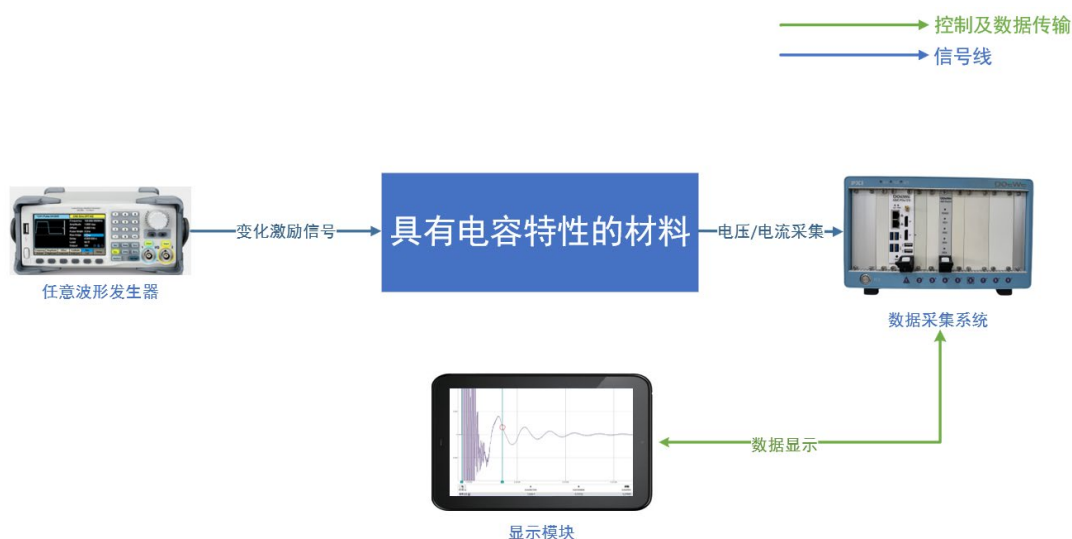 控制及数据传输
信号线
变化激励信号
具有电容特性的材料
电压/电流采集
任意波形发生器
数据采集系统
数据显示
显示模块